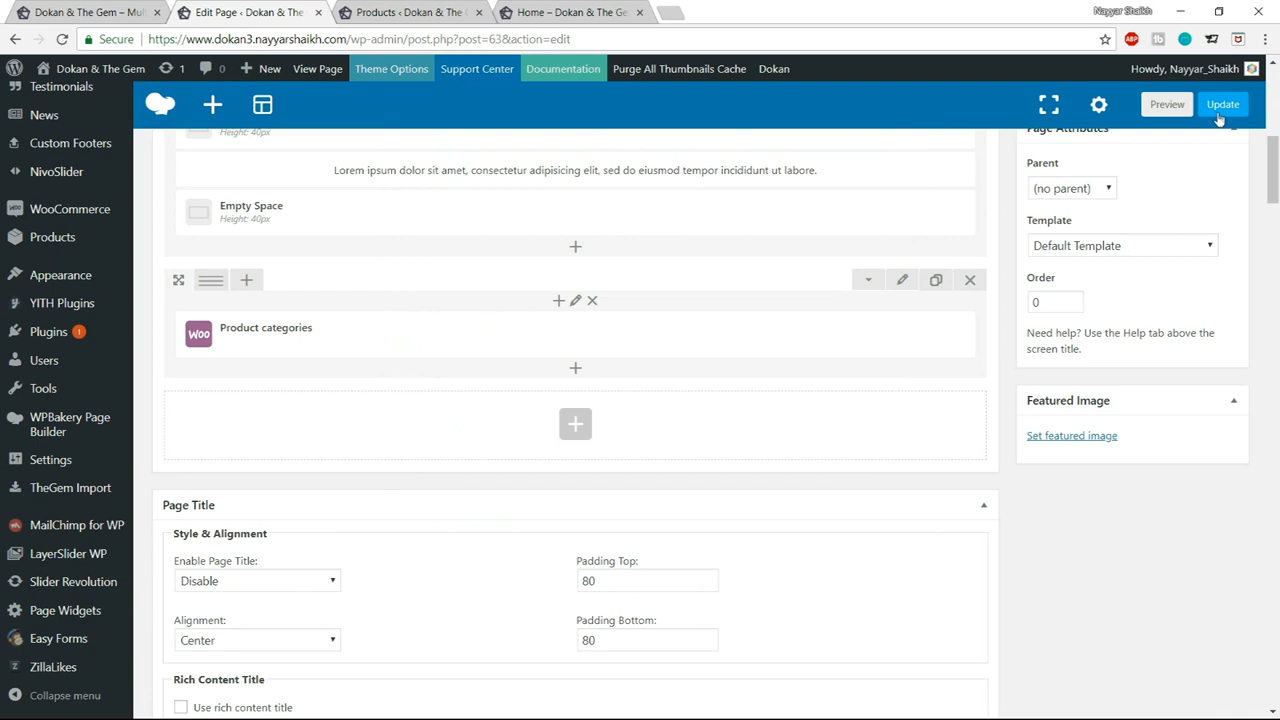 Dokan & The Gem – Mul
Edit Page ‹ Dokan & The
Products ‹ Dokan & The
Home – Dokan & The Ge
Nayyar Shaikh
Secure
https://www.dokan3.nayyarshaikh.com/wp-admin/post.php?post=63&action=edit
Dokan & The Gem
1
0
New
View Page
Theme Options
Support Center
Documentation
Purge All Thumbnails Cache
Dokan
Howdy, Nayyar_Shaikh
Testimonials
News
Custom Footers
NivoSlider
WooCommerce
Products
Appearance
YITH Plugins
Plugins 1
Users
Tools
WPBakery Page
Builder
Settings
TheGem Import
MailChimp for WP
LayerSlider WP
Slider Revolution
Page Widgets
Easy Forms
ZillaLikes
Collapse menu
Preview
Update
Height: 40px
Lorem ipsum dolor sit amet, consectetur adipisicing elit, sed do eiusmod tempor incididunt ut labore.
Empty Space
Height: 40px
Woo
Product categories
Page Title
Style & Alignment
Enable Page Title:
Disable
Padding Top:
80
Alignment:
Center
Padding Bottom:
80
Rich Content Title
Use rich content title
Page Attributes
Parent
(no parent)
Template
Default Template
Order
0
Need help? Use the Help tab above the
screen title.
Featured Image
Set featured image